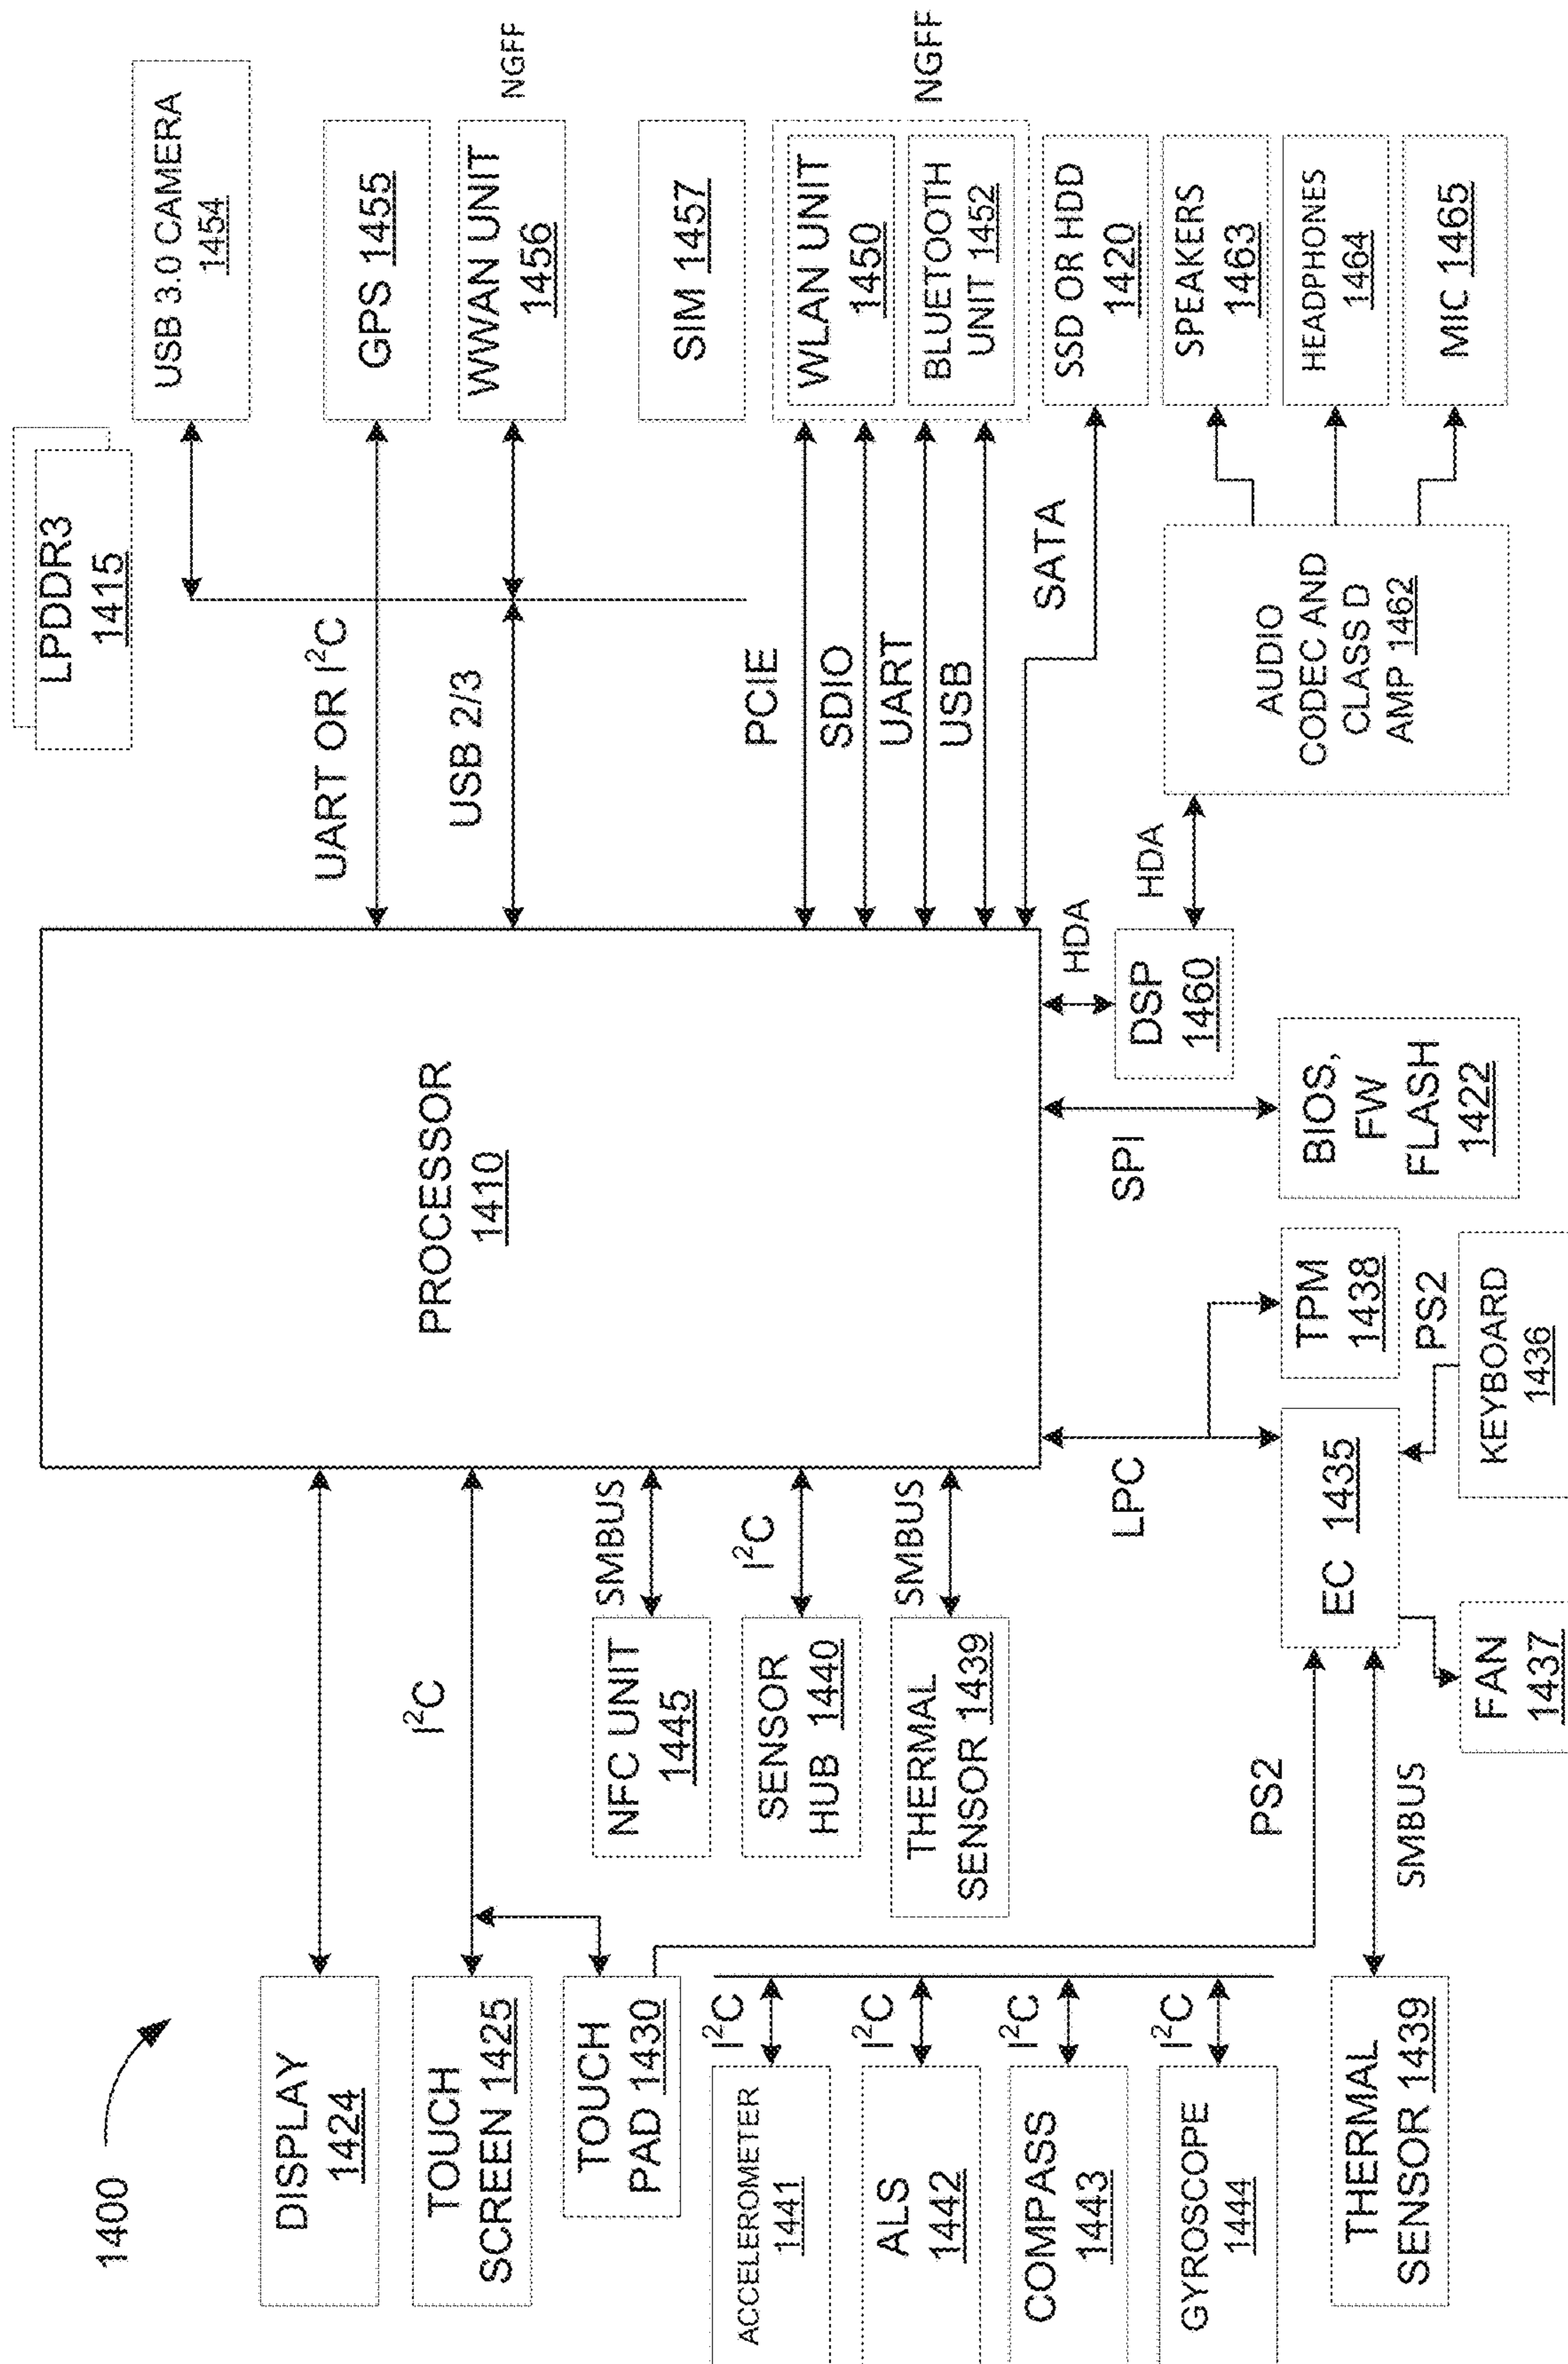 1400
DISPLAY
1424
TOUCH
SCREEN 1425
TOUCH
PAD 1430
ACCELEROMETER
1441
ALS
1442
COMPASS
1443
GYROSCOPE
1444
THERMAL
SENSOR 1439
I²C
I²C
I²C
I²C
I²C
NFC UNIT
1445
SMBUS
SENSOR
HUB 1440
I²C
THERMAL
SENSOR 1439
SMBUS
PS2
SMBUS
FAN
1437
EC 1435
LPC
KEYBOARD
1436
PS2
TPM
1438
PROCESSOR
1410
SPI
BIOS,
FW
FLASH
1422
DSP
1460
HDA
HDA
LPDDR3
1415
UART OR I²C
USB 2/3
PCIE
SDIO
UART
USB
SATA
AUDIO
CODEC AND
CLASS D
AMP 1462
USB 3.0 CAMERA
1454
GPS 1455
WWAN UNIT
1456
NGFF
SIM 1457
WLAN UNIT
1450
BLUETOOTH
UNIT 1452
NGFF
SSD OR HDD
1420
SPEAKERS
1463
HEADPHONES
1464
MIC 1465